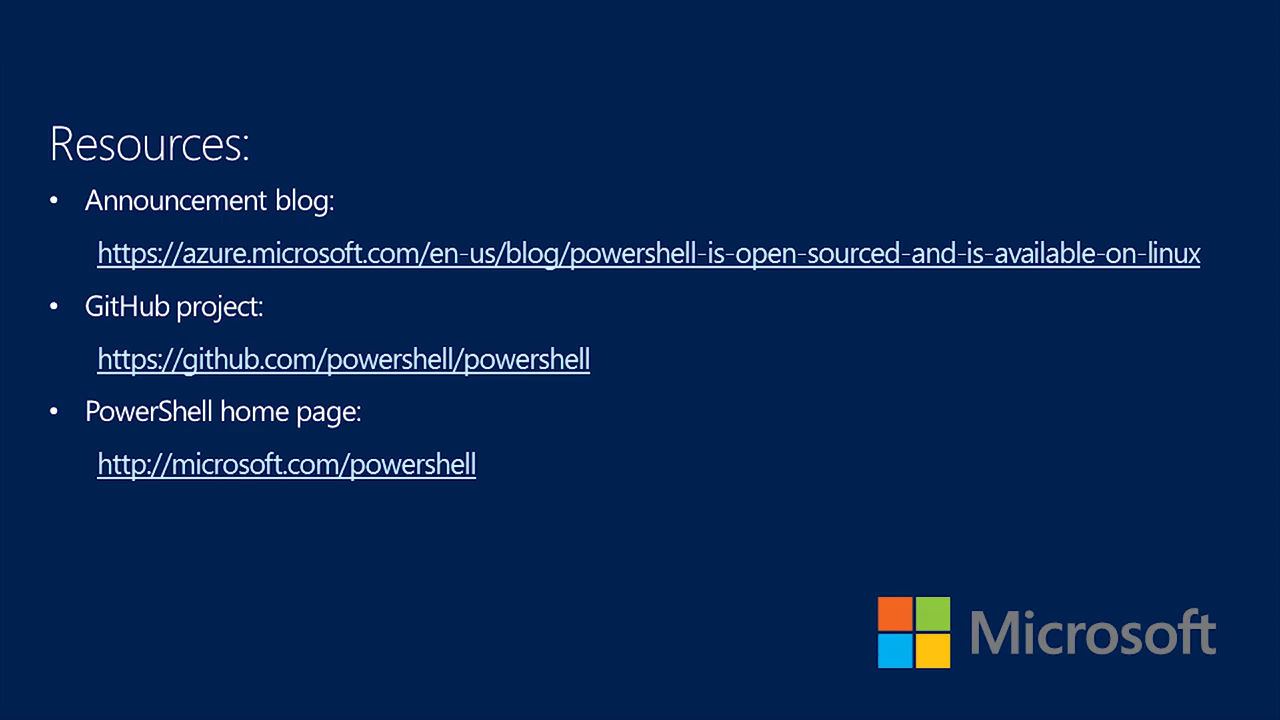 Resources:
• Announcement blog:
https://azure.microsoft.com/en-us/blog/powershell-is-open-sourced-and-is-available-on-linux
• GitHub project:
https://github.com/powershell/powershell
• PowerShell home page:
http://microsoft.com/powershell
Microsoft